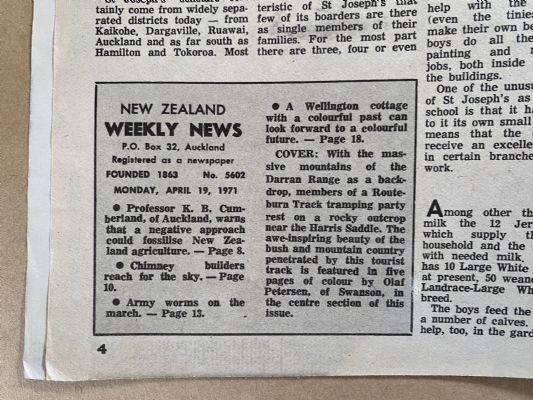 tainly come from widely sepa-
rated districts today — from
Kaikohe, Dargaville, Ruawai,
Auckland and as far south as
Hamilton and Tokoroa. Most
teristic of St Joseph's that
few of its boarders are there
as single members of their
families. For the most part
there are three, four or even
help with the
(even the tinies
make their own be
boys do all the
painting and
jobs, both inside
the buildings.
One of the unusu
of St Joseph's as
school is that it ha
to it its own small
means that the
receive an excelle
in certain branche
work.
NEW ZEALAND
WEEKLY NEWS
P.O. Box 32, Auckland
Registered as a newspaper
FOUNDED 1863 No. 5602
MONDAY, APRIL 19, 1971
● Professor K. B. Cum-
berland, of Auckland, warns
that a negative approach
could fossilise New Zea-
land agriculture. — Page 8.
● Chimney builders
reach for the sky. — Page
10.
● Army worms on the
march. — Page 13.
● A Wellington cottage
with a colourful past can
look forward to a colourful
future. — Page 18.
COVER: With the mas-
sive mountains of the
Darran Range as a back-
drop, members of a Route-
burn Track tramping party
rest on a rocky outcrop
near the Harris Saddle. The
awe-inspiring beauty of the
bush and mountain country
penetrated by this tourist
track is featured in five
pages of colour by Olaf
Petersen, of Swanson, in
the centre section of this
issue.
Among other th
milk the 12 Jer
which supply th
household and the
with needed milk.
has 10 Large White
at present, 50 weane
Landrace-Large Wh
breed.
The boys feed the
a number of calves.
help, too, in the gard
4